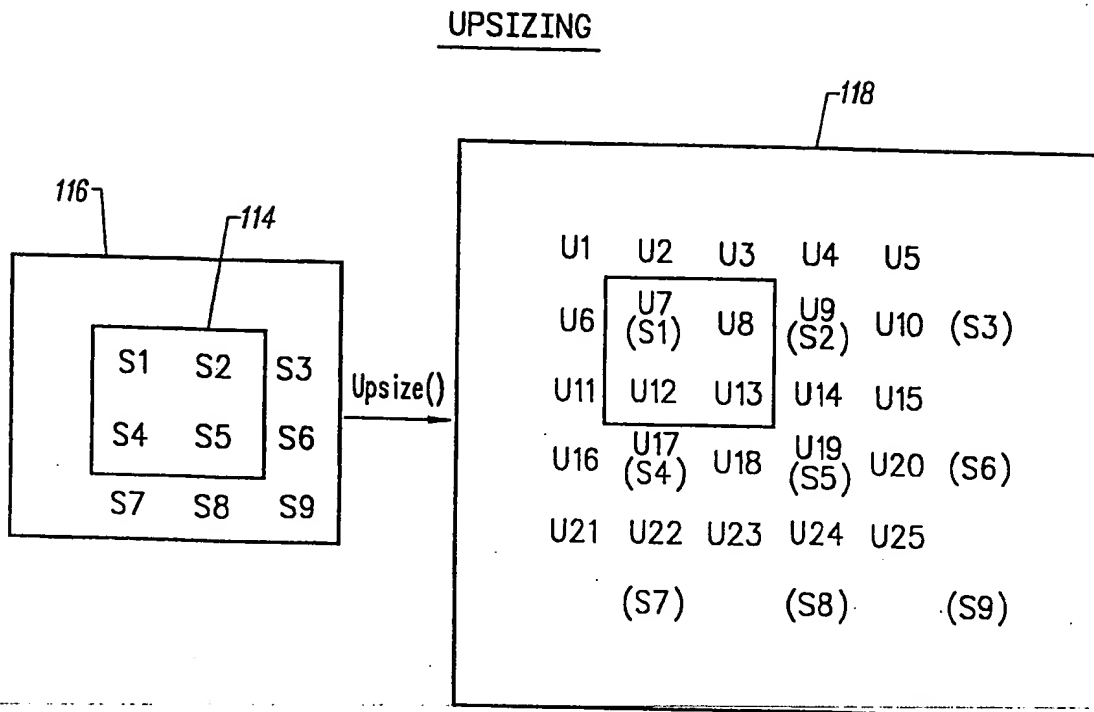 UPSIZING
118
116
114
U1 U2 U3 U4 U5
U6 U7 (S1) U8 U9 (S2) U10 (S3)
S1 S2 S3
Upsize()
U11 U12 U13 U14 U15
S4 S5 S6
U16 U17 (S4) U18 U19 (S5) U20 (S6)
S7 S8 S9
U21 U22 U23 U24 U25
(S7) (S8) (S9)